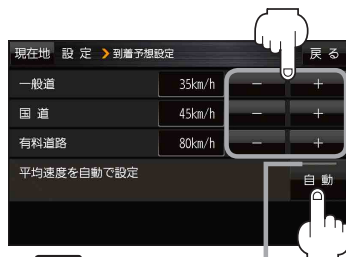 現在地 設 定 > 到着予想設定 戻 る
一般道 35km/h － ＋
国 道 45km/h － ＋
有料道路 80km/h － ＋
平均速度を自動で設定 自 動